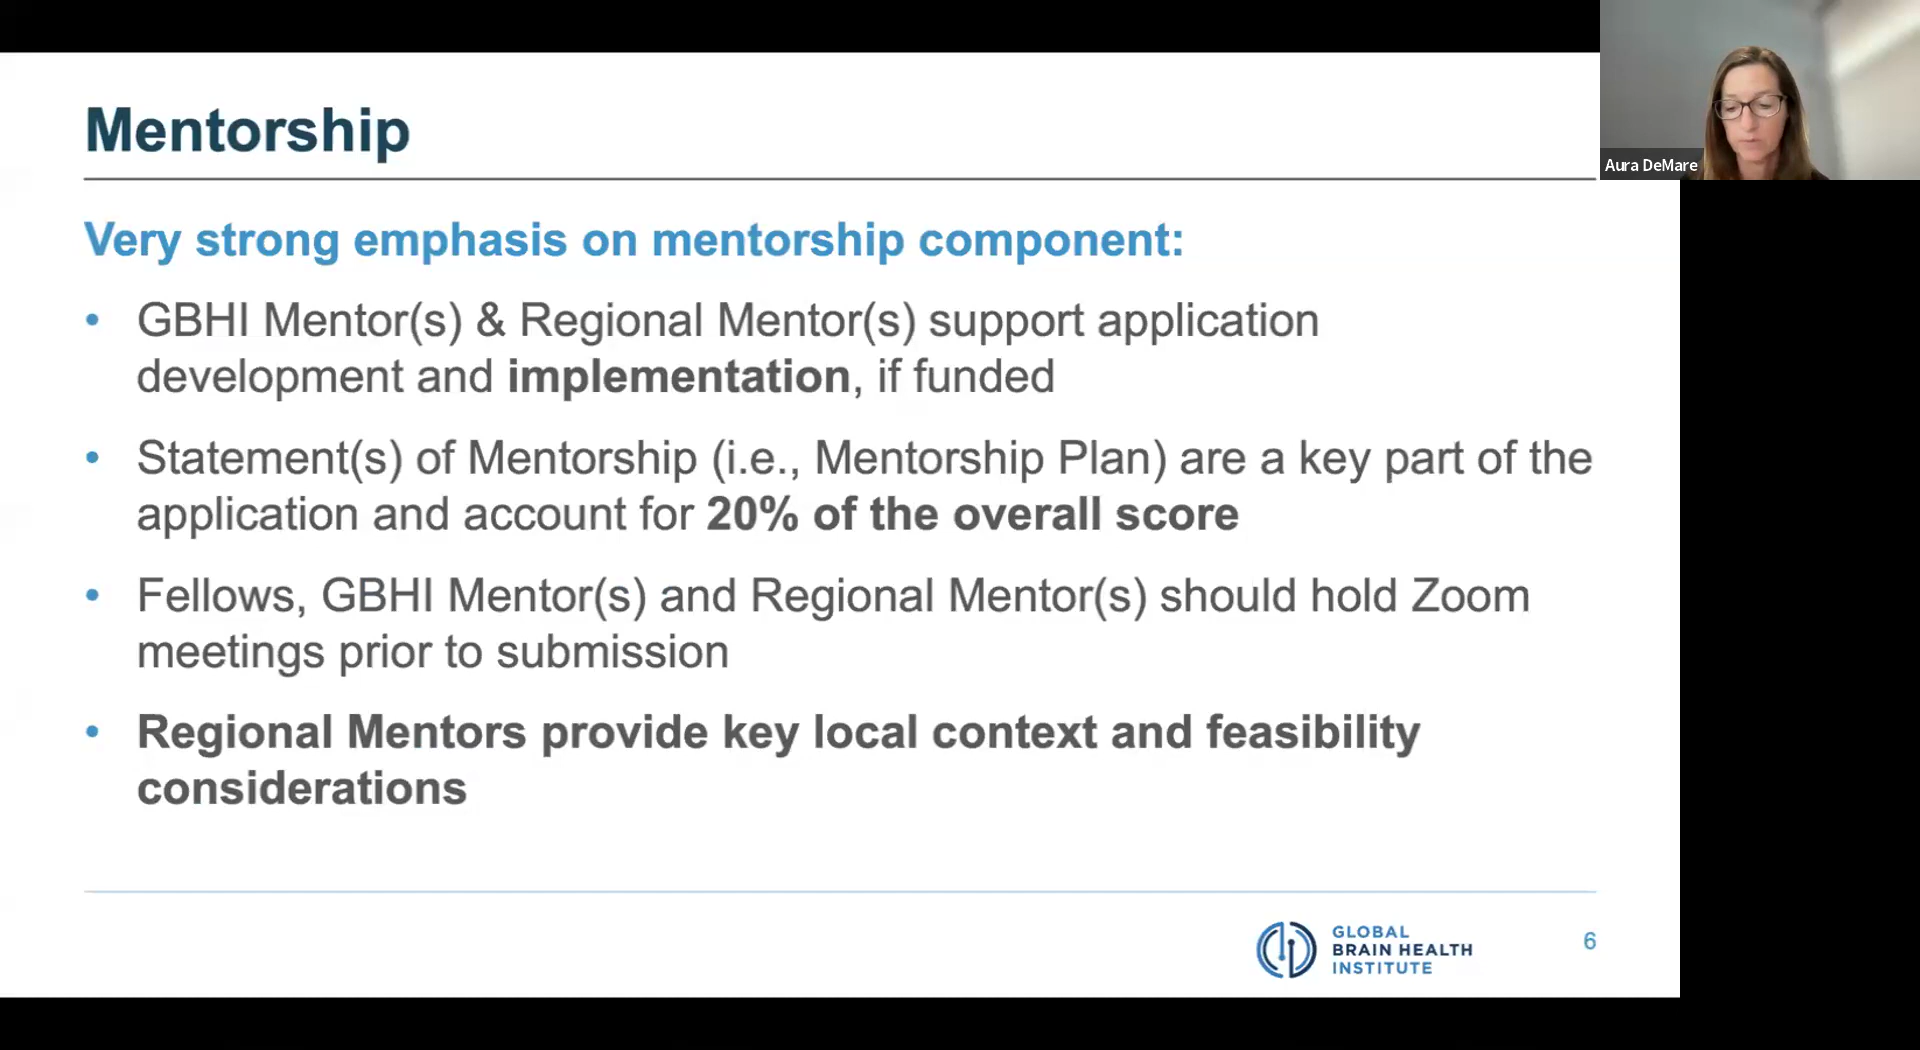 Mentorship
Aura DeMare
Very strong emphasis on mentorship component:
• GBHI Mentor(s) & Regional Mentor(s) support application
development and implementation, if funded
• Statement(s) of Mentorship (i.e., Mentorship Plan) are a key part of the
application and account for 20% of the overall score
• Fellows, GBHI Mentor(s) and Regional Mentor(s) should hold Zoom
meetings prior to submission
• Regional Mentors provide key local context and feasibility
considerations
GLOBAL
BRAIN HEALTH
INSTITUTE
6